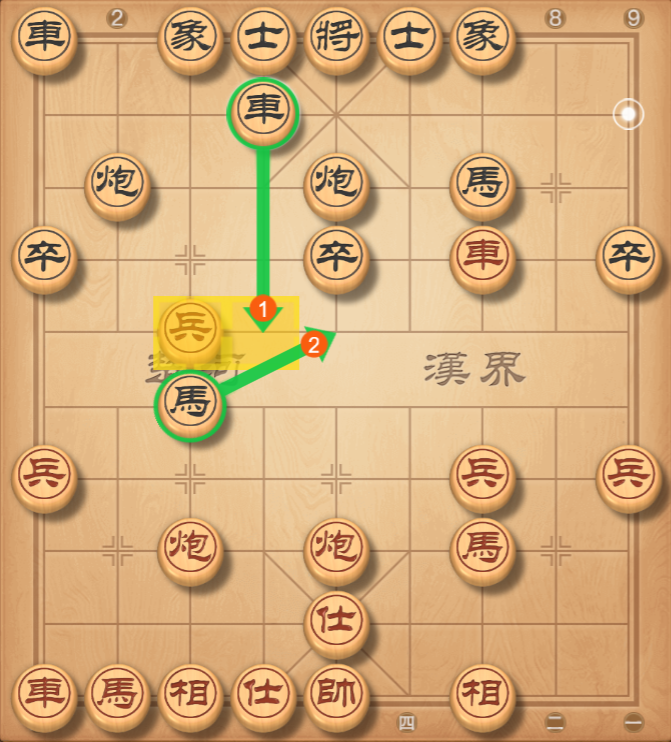 2 8 9
車 象 士 將 士 象
車
炮 炮 馬
卒 卒 車 卒
1
兵
2
漢界
馬
兵 兵 兵
炮 炮 馬
仕
車 馬 相 仕 帥 相
四 二 一